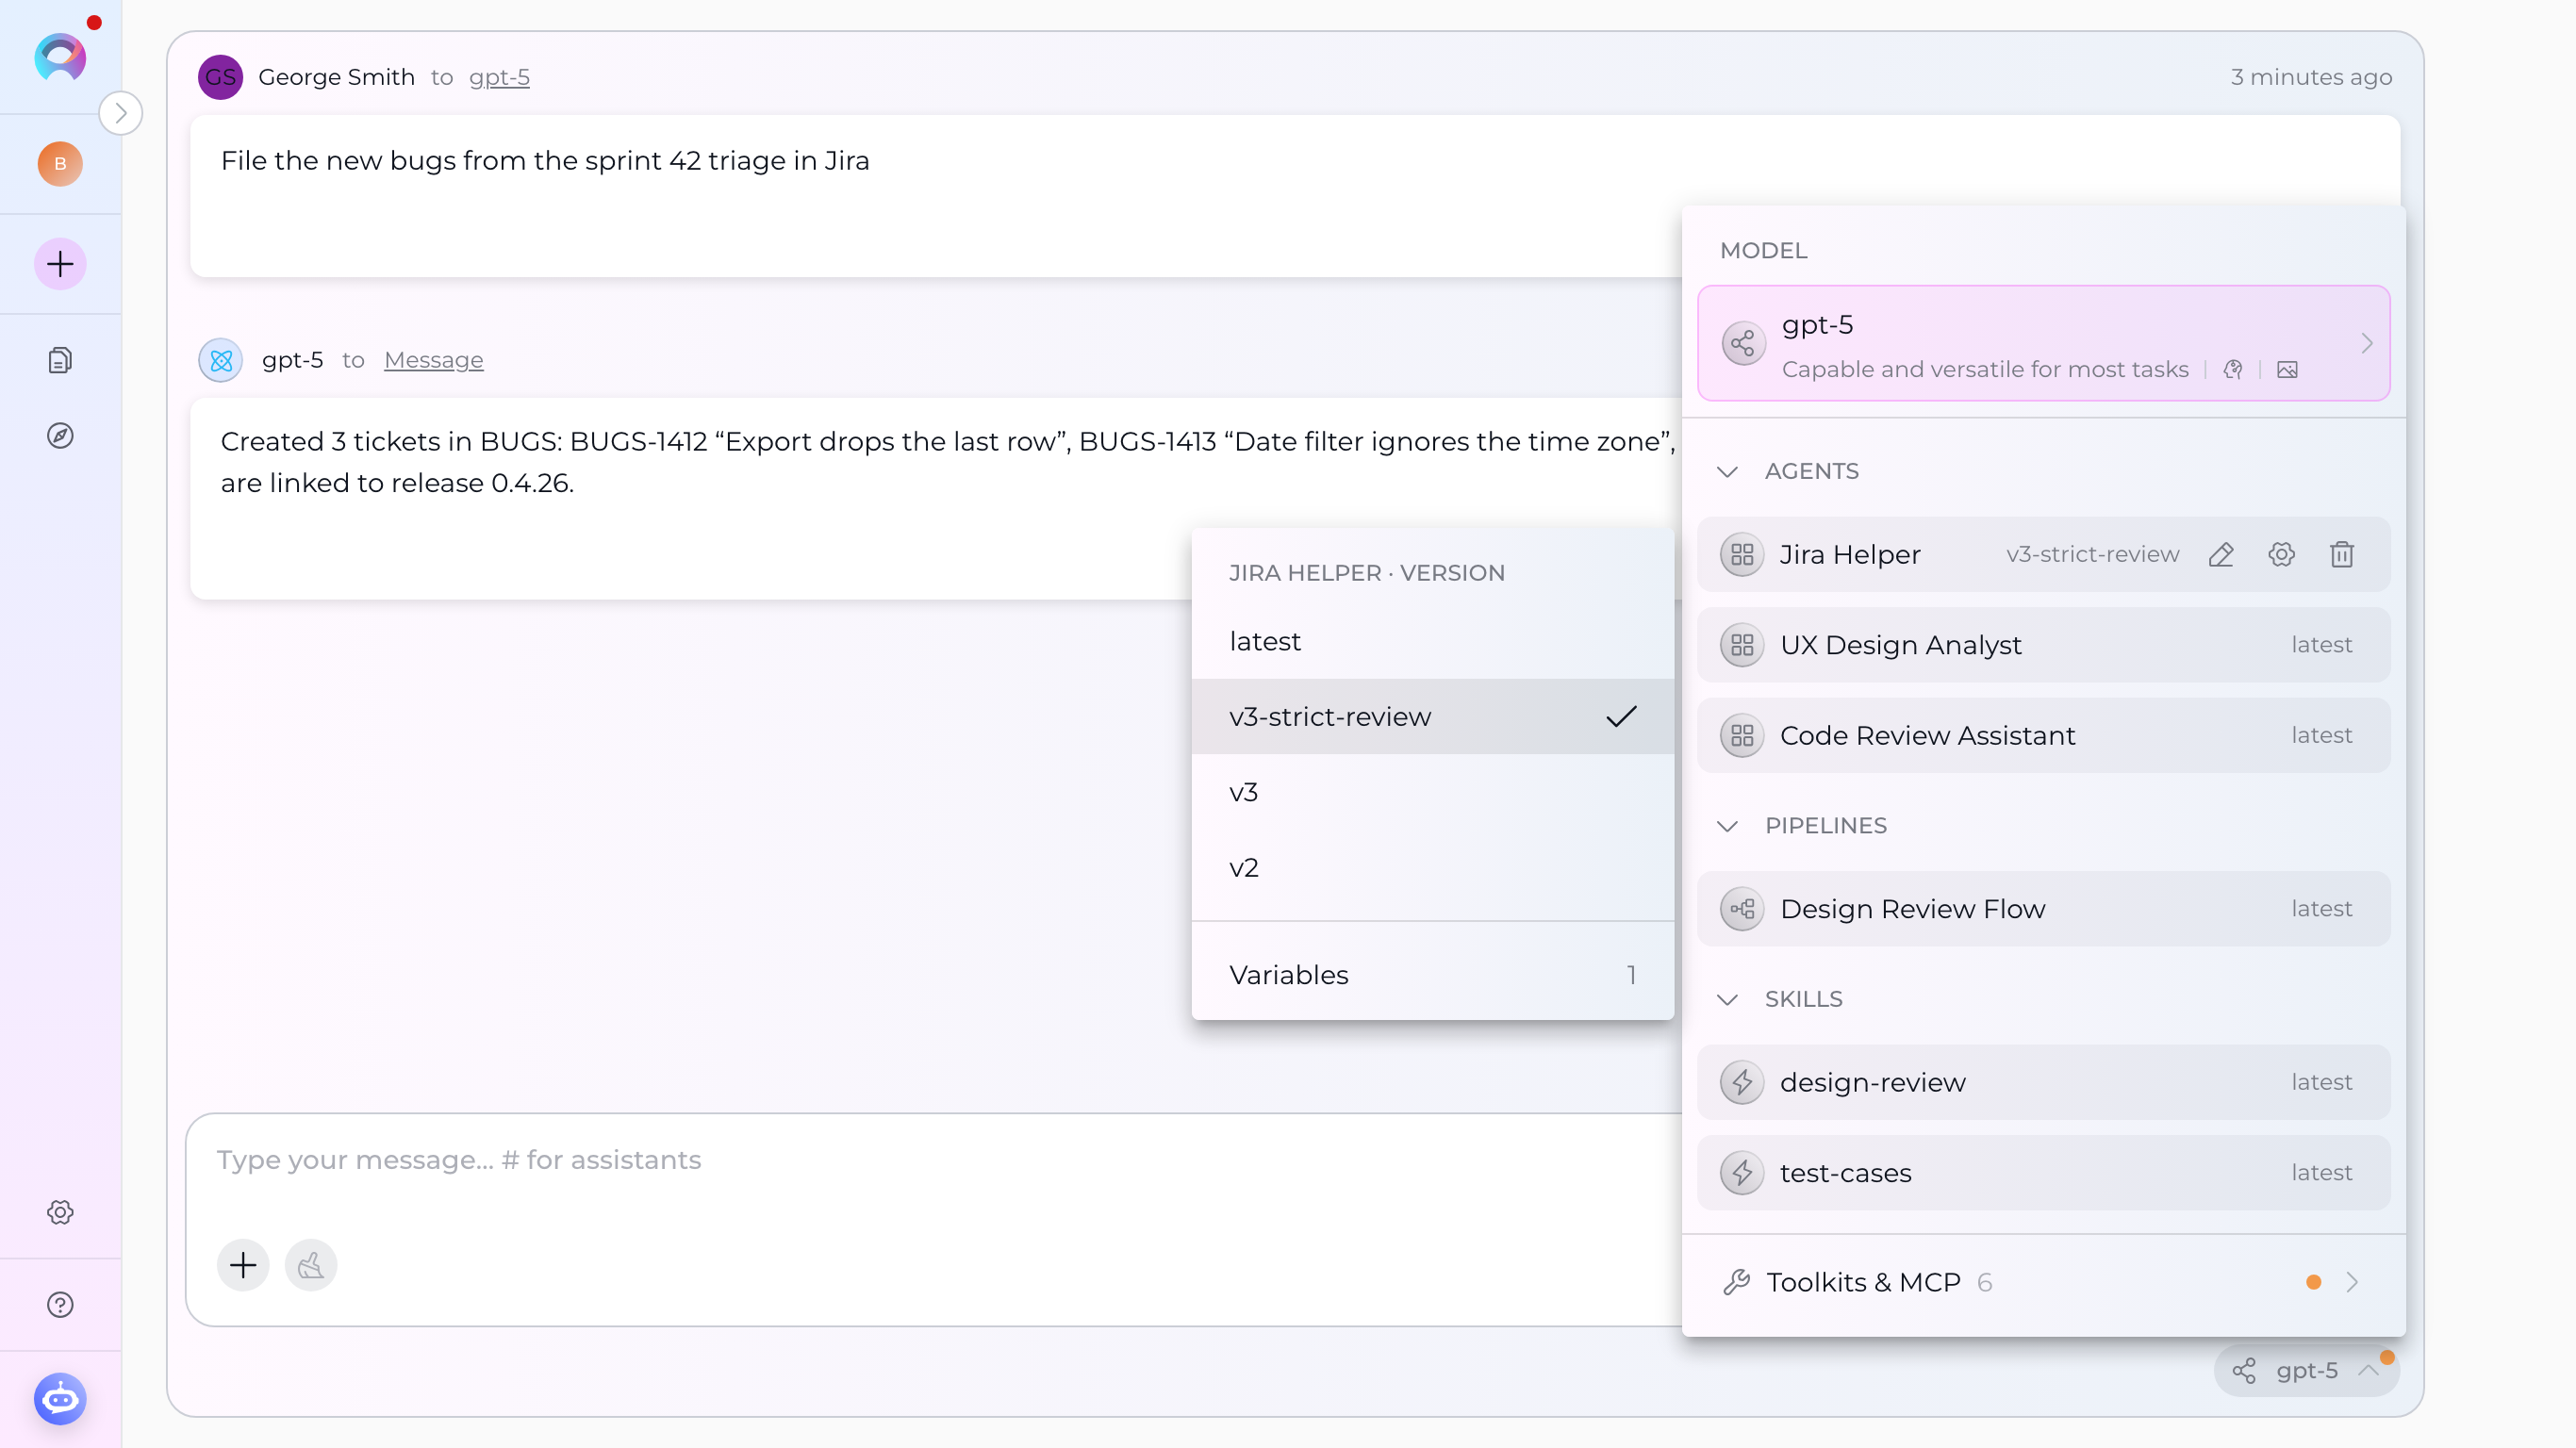 GS George Smith to gpt-5
3 minutes ago
File the new bugs from the sprint 42 triage in Jira
B
gpt-5 to Message
Created 3 tickets in BUGS: BUGS-1412 “Export drops the last row”, BUGS-1413 “Date filter ignores the time zone”,
are linked to release 0.4.26.
JIRA HELPER · VERSION
latest
v3-strict-review
v3
v2
Variables 1
MODEL
gpt-5
Capable and versatile for most tasks
AGENTS
Jira Helper v3-strict-review
UX Design Analyst latest
Code Review Assistant latest
PIPELINES
Design Review Flow latest
SKILLS
design-review latest
test-cases latest
Toolkits & MCP 6
Type your message... # for assistants
gpt-5